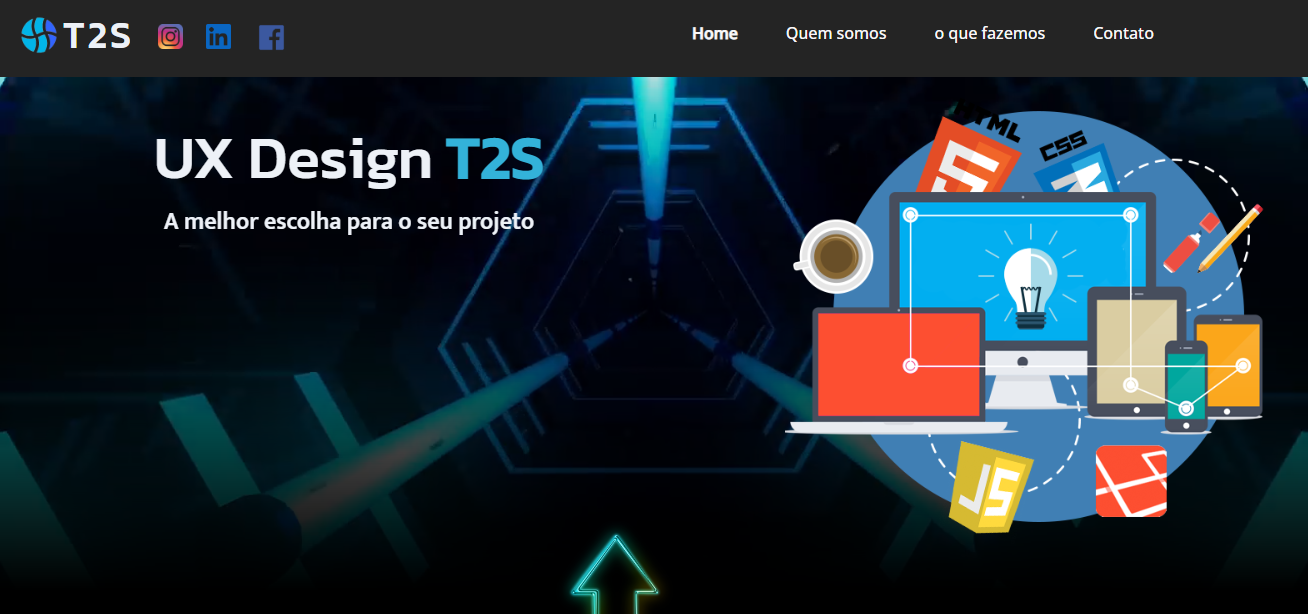 T2S
Home Quem somos o que fazemos Contato
UX Design T2S
A melhor escolha para o seu projeto
HTML
CSS
JS